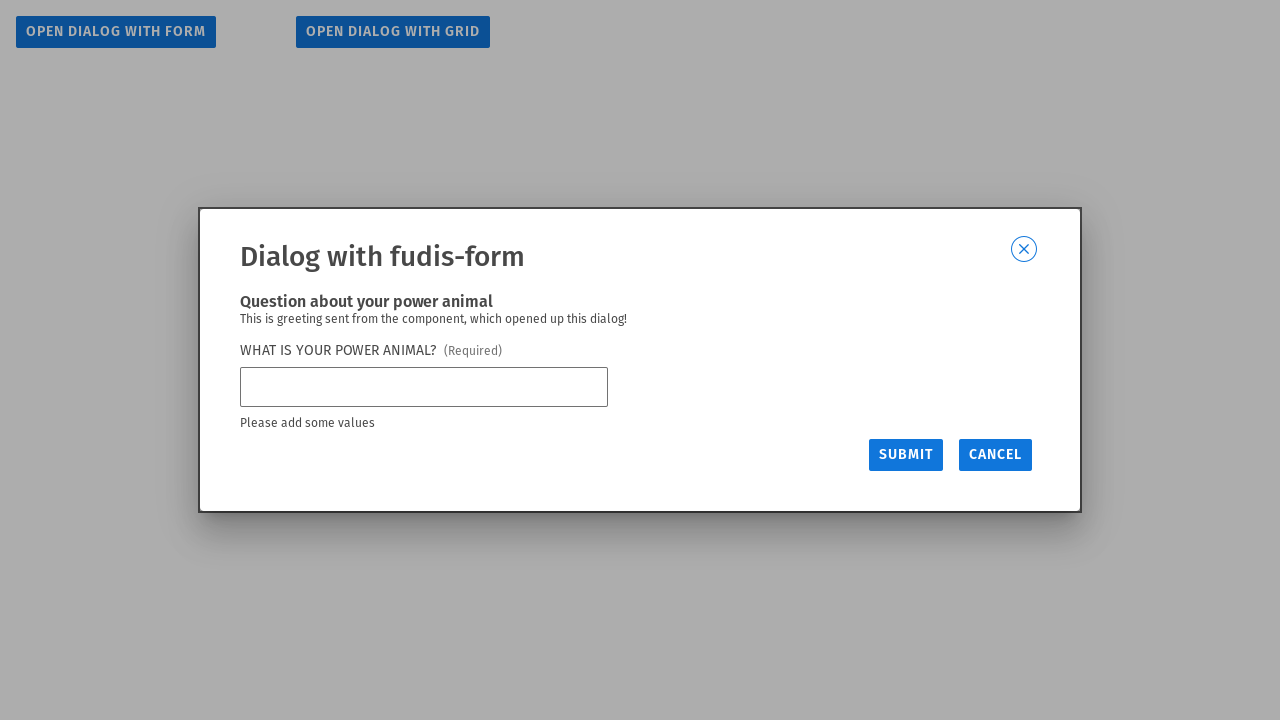 OPEN DIALOG WITH FORM
OPEN DIALOG WITH GRID
Dialog with fudis-form
Question about your power animal
This is greeting sent from the component, which opened up this dialog!
WHAT IS YOUR POWER ANIMAL? (Required)
Please add some values
SUBMIT
CANCEL